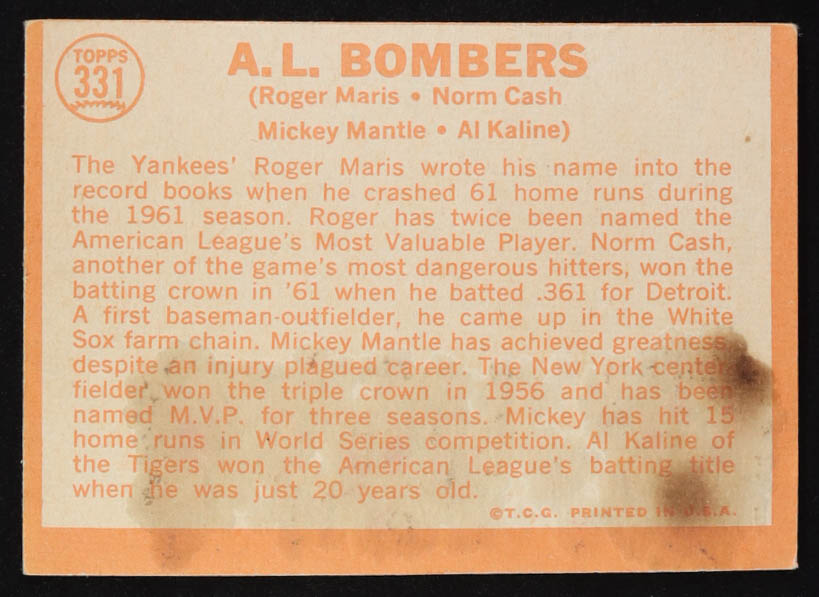 TOPPS
331
A.L. BOMBERS
(Roger Maris • Norm Cash
Mickey Mantle • Al Kaline)
The Yankees' Roger Maris wrote his name into the
record books when he crashed 61 home runs during
the 1961 season. Roger has twice been named the
American League's Most Valuable Player. Norm Cash,
another of the game's most dangerous hitters, won the
batting crown in '61 when he batted .361 for Detroit.
A first baseman-outfielder, he came up in the White
Sox farm chain. Mickey Mantle has achieved greatness
despite an injury plagued career. The New York center
fielder won the triple crown in 1956 and has been
named M.V.P. for three seasons. Mickey has hit 15
home runs in World Series competition. Al Kaline of
the Tigers won the American League's batting title
when he was just 20 years old.
©T.C.G. PRINTED IN U.S.A.